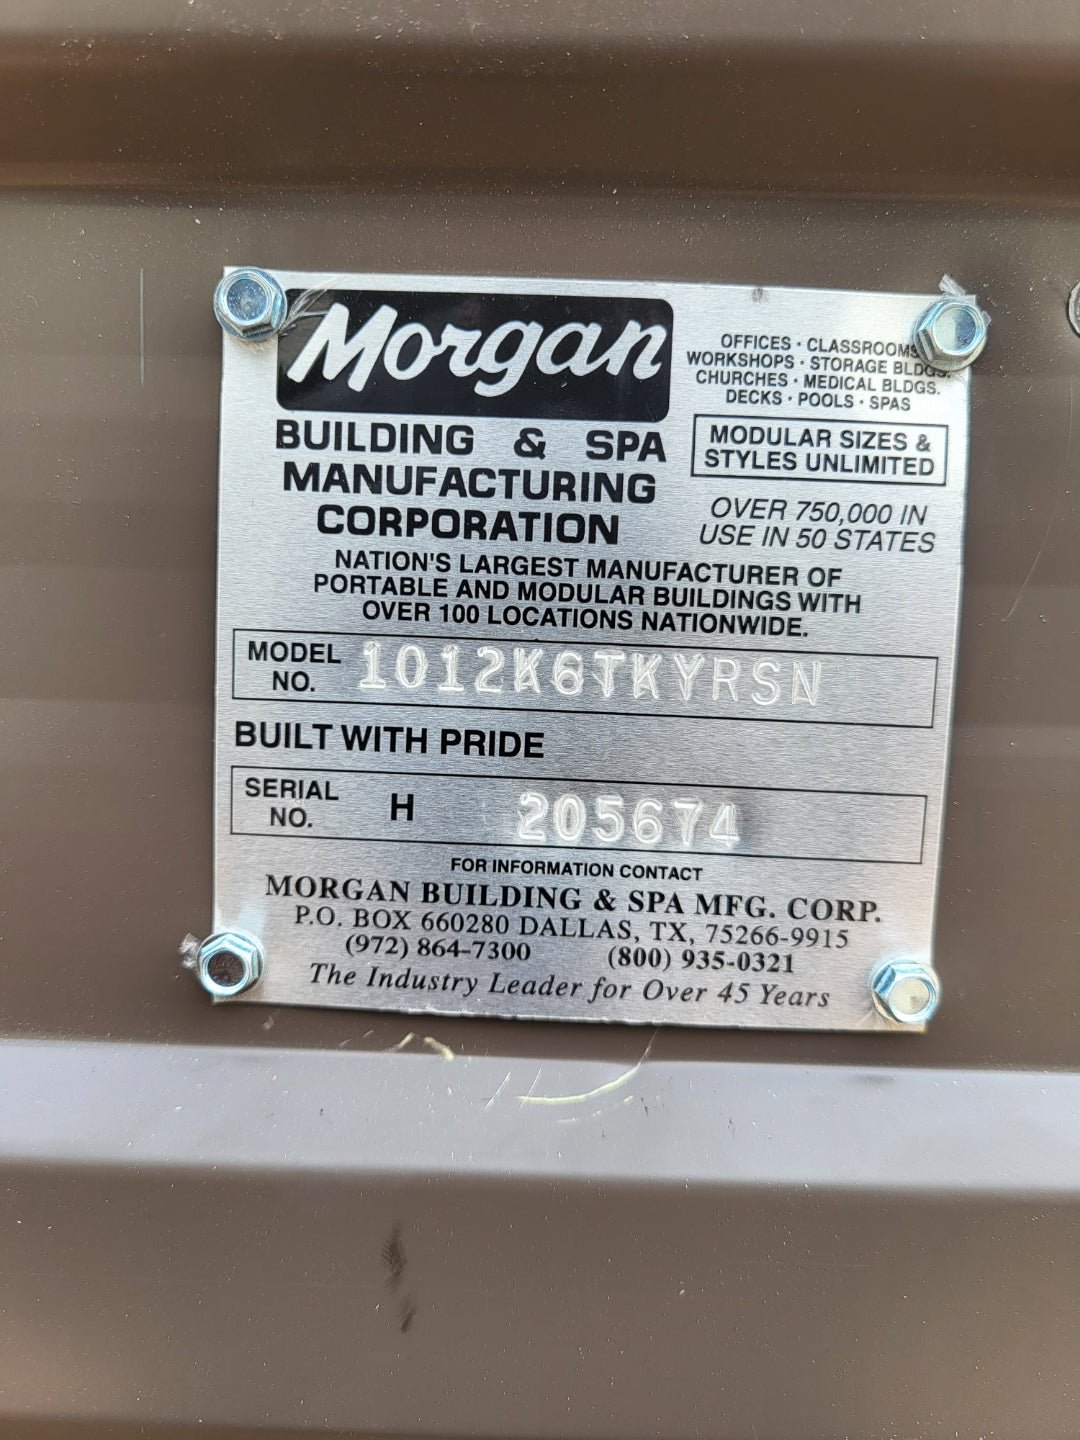 Morgan
BUILDING & SPA
MANUFACTURING
CORPORATION
OFFICES · CLASSROOMS
WORKSHOPS · STORAGE BLDGS.
CHURCHES · MEDICAL BLDGS.
DECKS · POOLS · SPAS
MODULAR SIZES &
STYLES UNLIMITED
OVER 750,000 IN
USE IN 50 STATES
NATION'S LARGEST MANUFACTURER OF
PORTABLE AND MODULAR BUILDINGS WITH
OVER 100 LOCATIONS NATIONWIDE.
MODEL NO. 1012K6TKYRSN
BUILT WITH PRIDE
SERIAL NO. H 205674
FOR INFORMATION CONTACT
MORGAN BUILDING & SPA MFG. CORP.
P.O. BOX 660280 DALLAS, TX, 75266-9915
(972) 864-7300 (800) 935-0321
The Industry Leader for Over 45 Years